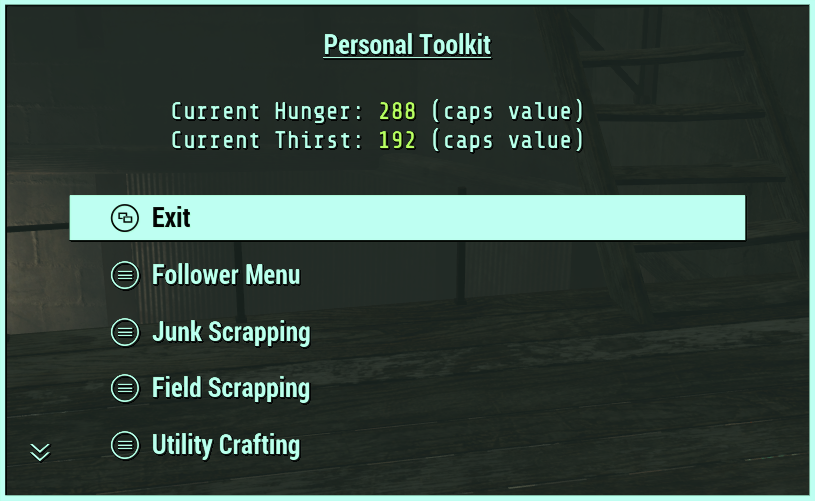 Personal Toolkit
Current Hunger: 288 (caps value)
Current Thirst: 192 (caps value)
Exit
Follower Menu
Junk Scrapping
Field Scrapping
Utility Crafting